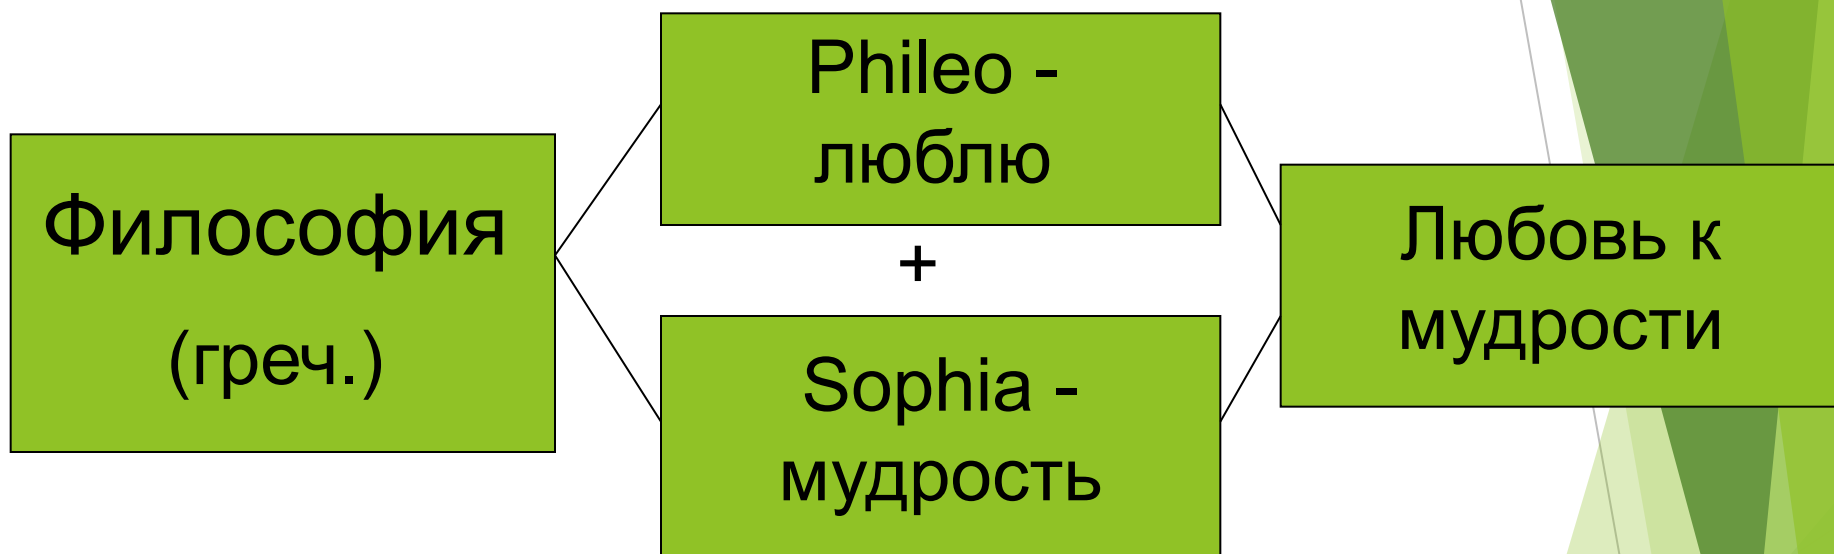 Философия
(греч.)
Phileo -
люблю
+
Sophia -
мудрость
Любовь к
мудрости